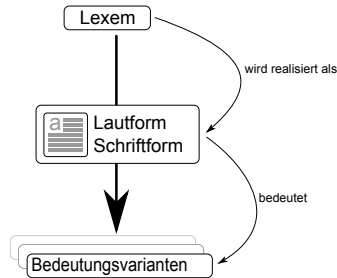 Lexem
wird realisiert als
a
Lautform
Schriftform
bedeutet
Bedeutungsvarianten